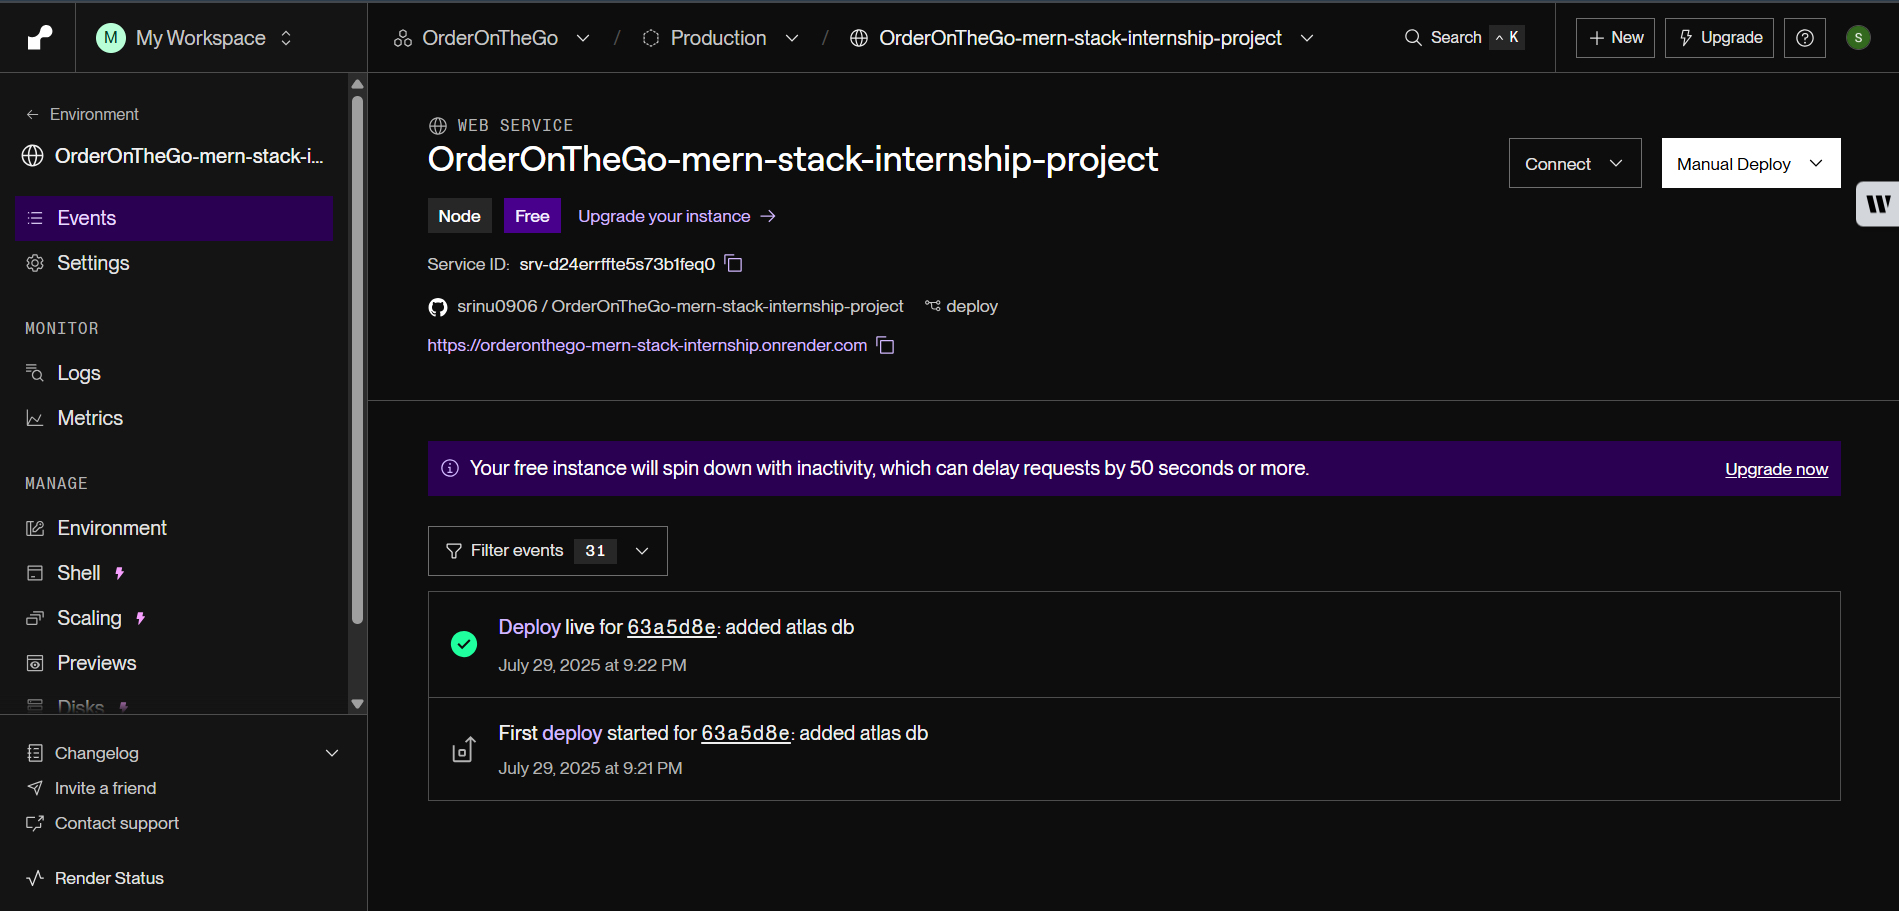 M My Workspace
OrderOnTheGo / Production / OrderOnTheGo-mern-stack-internship-project
Search ^ K
+ New
Upgrade
S
Environment
OrderOnTheGo-mern-stack-i...
Events
Settings
MONITOR
Logs
Metrics
MANAGE
Environment
Shell
Scaling
Previews
Disks
Changelog
Invite a friend
Contact support
Render Status
WEB SERVICE
OrderOnTheGo-mern-stack-internship-project
Connect
Manual Deploy
W
Node Free Upgrade your instance →
Service ID: srv-d24errffte5s73b1feq0
srinu0906 / OrderOnTheGo-mern-stack-internship-project deploy
https://orderonthego-mern-stack-internship.onrender.com
Your free instance will spin down with inactivity, which can delay requests by 50 seconds or more.
Upgrade now
Filter events 31
Deploy live for 63a5d8e: added atlas db
July 29, 2025 at 9:22 PM
First deploy started for 63a5d8e: added atlas db
July 29, 2025 at 9:21 PM